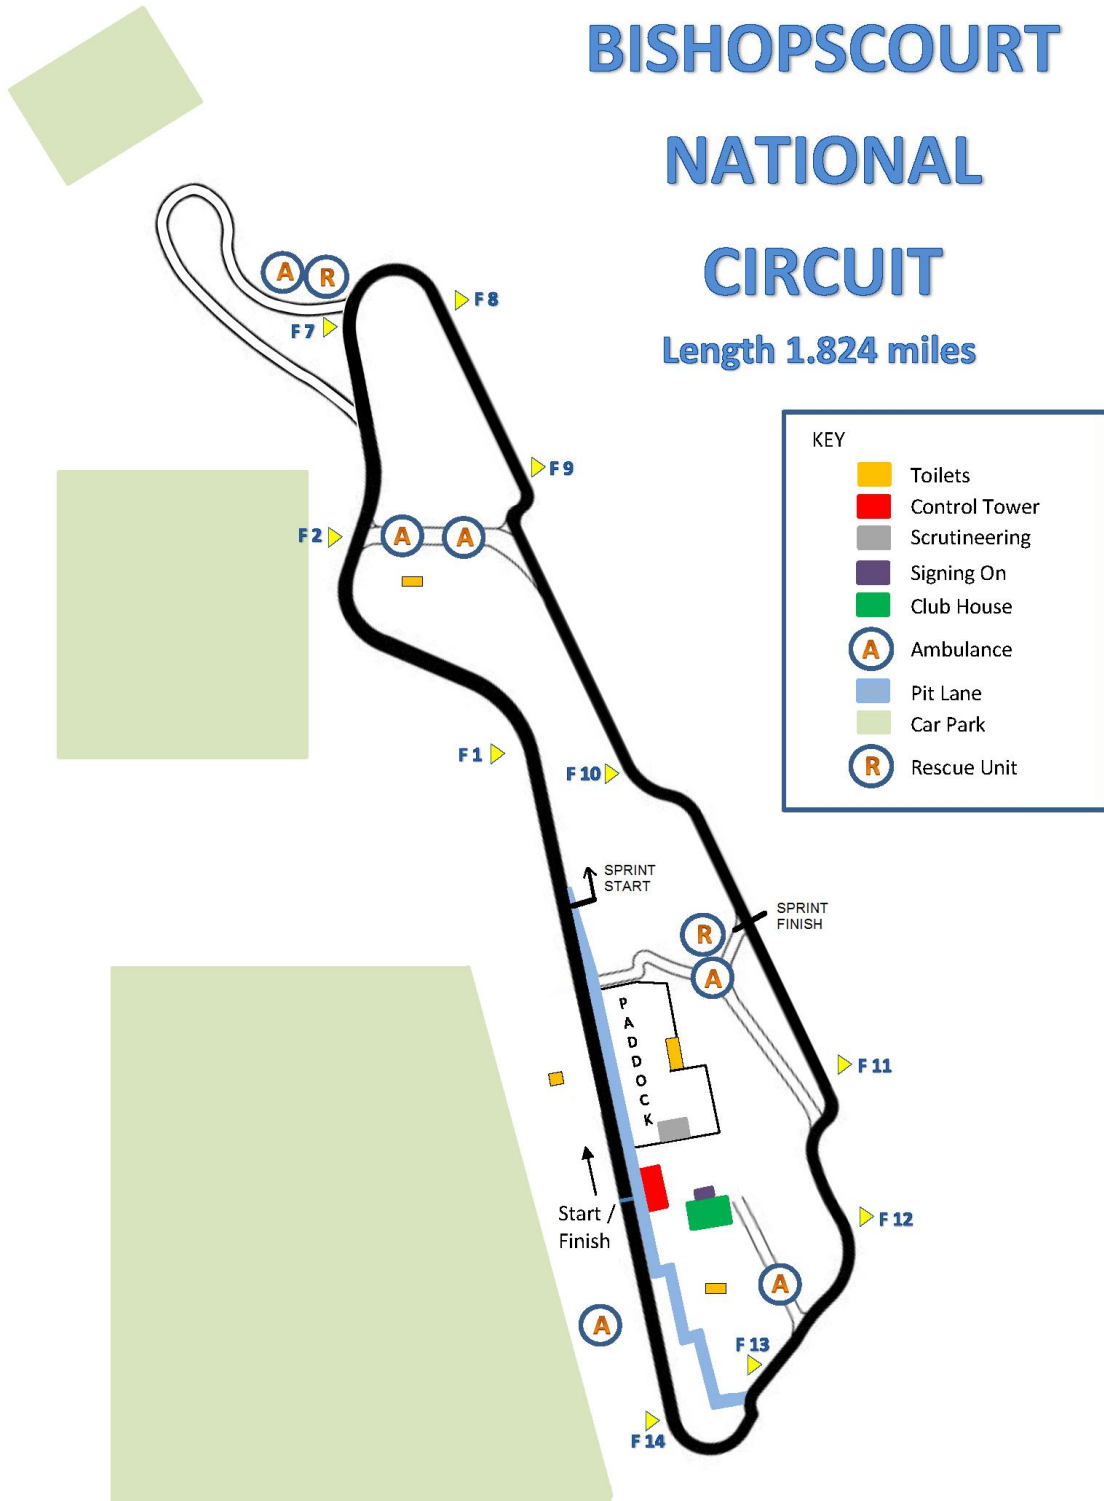 BISHOPSCOURT
NATIONAL
CIRCUIT
Length 1.824 miles
A
R
F 8
F 7
F 9
F 2
A
A
KEY
Toilets
Control Tower
Scrutineering
Signing On
Club House
A
Ambulance
Pit Lane
Car Park
R
Rescue Unit
F 1
F 10
SPRINT
START
SPRINT
FINISH
R
A
PADDOCK
F 11
Start /
Finish
F 12
A
A
F 13
F 14